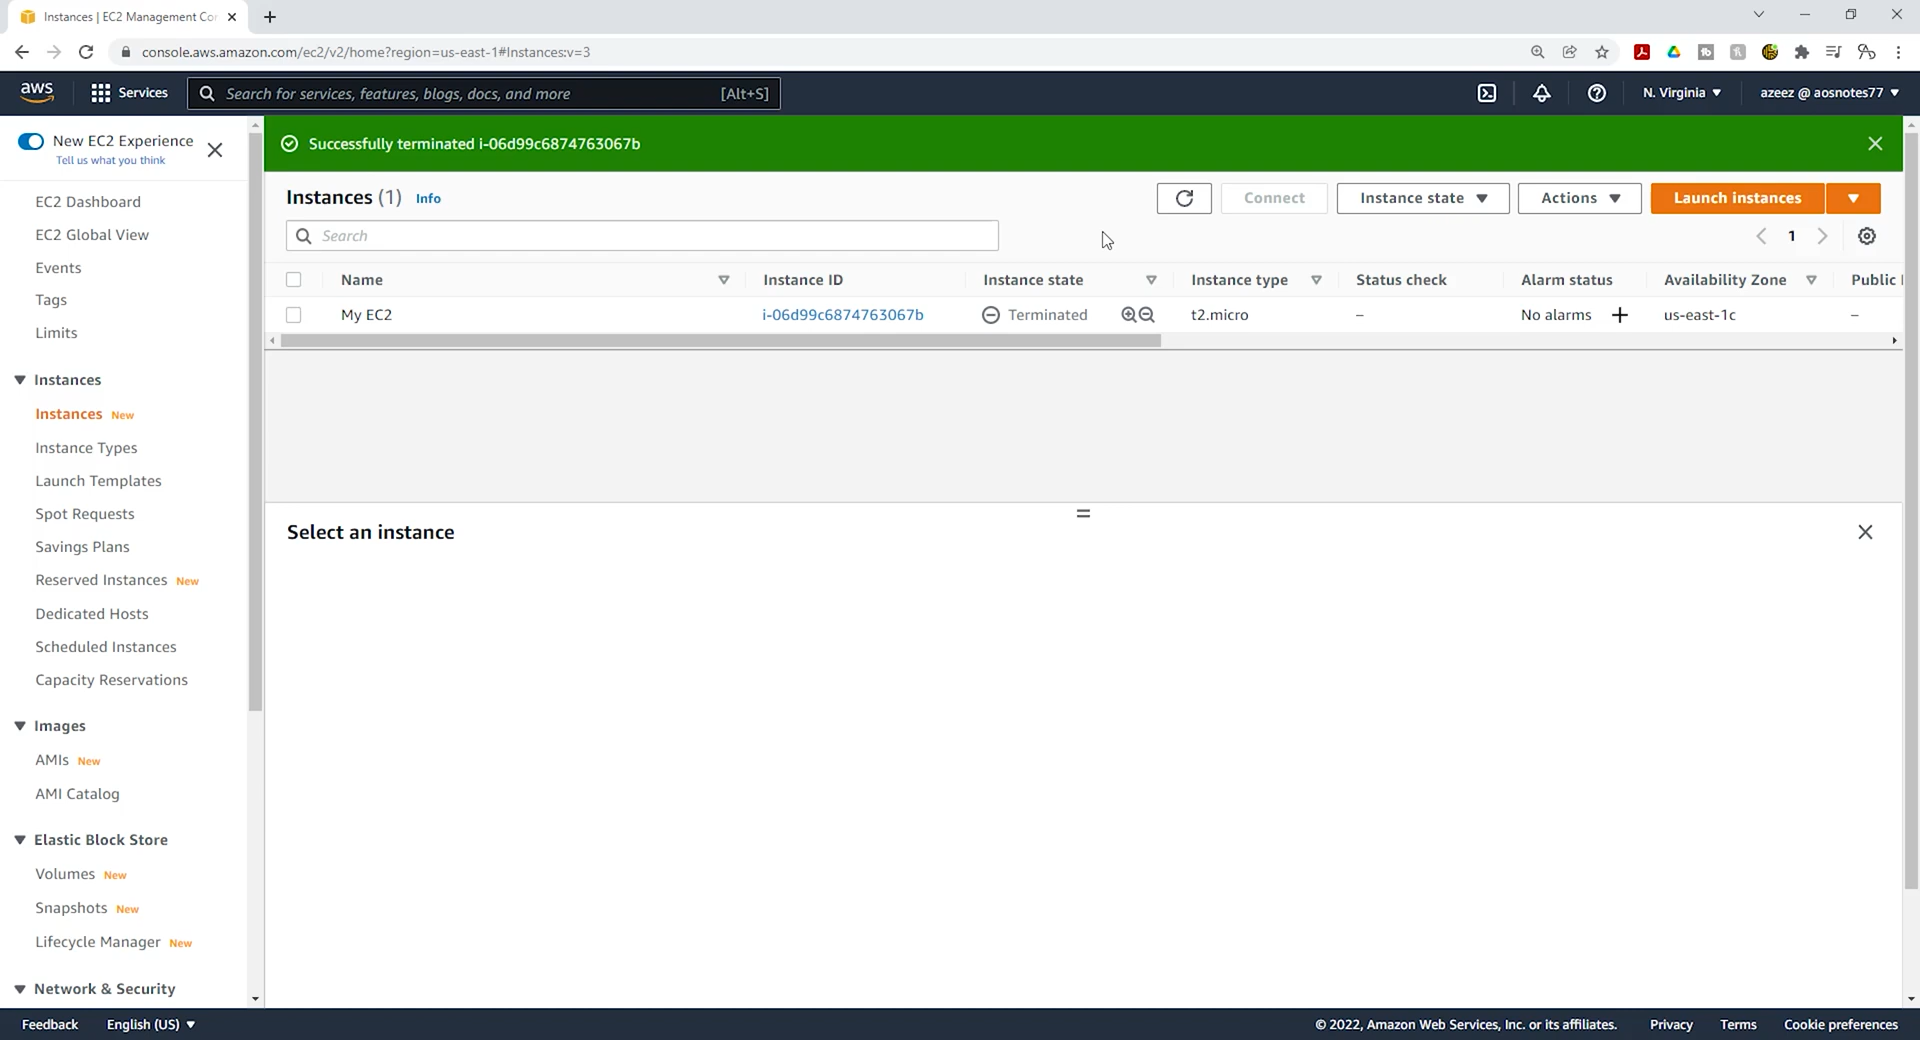 Instances | EC2 Management Cor
console.aws.amazon.com/ec2/v2/home?region=us-east-1#Instances:v=3
aws
Services
Search for services, features, blogs, docs, and more
[Alt+S]
N. Virginia
azeez @ aosnotes77
New EC2 Experience
Tell us what you think
EC2 Dashboard
EC2 Global View
Events
Tags
Limits
Instances
Instances New
Instance Types
Launch Templates
Spot Requests
Savings Plans
Reserved Instances New
Dedicated Hosts
Scheduled Instances
Capacity Reservations
Images
AMIs New
AMI Catalog
Elastic Block Store
Volumes New
Snapshots New
Lifecycle Manager New
Network & Security
Successfully terminated i-06d99c6874763067b
Instances (1) Info
Connect
Instance state
Actions
Launch instances
Search
1
Name Instance ID Instance state Instance type Status check Alarm status Availability Zone Public
My EC2 i-06d99c6874763067b Terminated t2.micro – No alarms + us-east-1c –
Select an instance
Feedback English (US) © 2022, Amazon Web Services, Inc. or its affiliates. Privacy Terms Cookie preferences